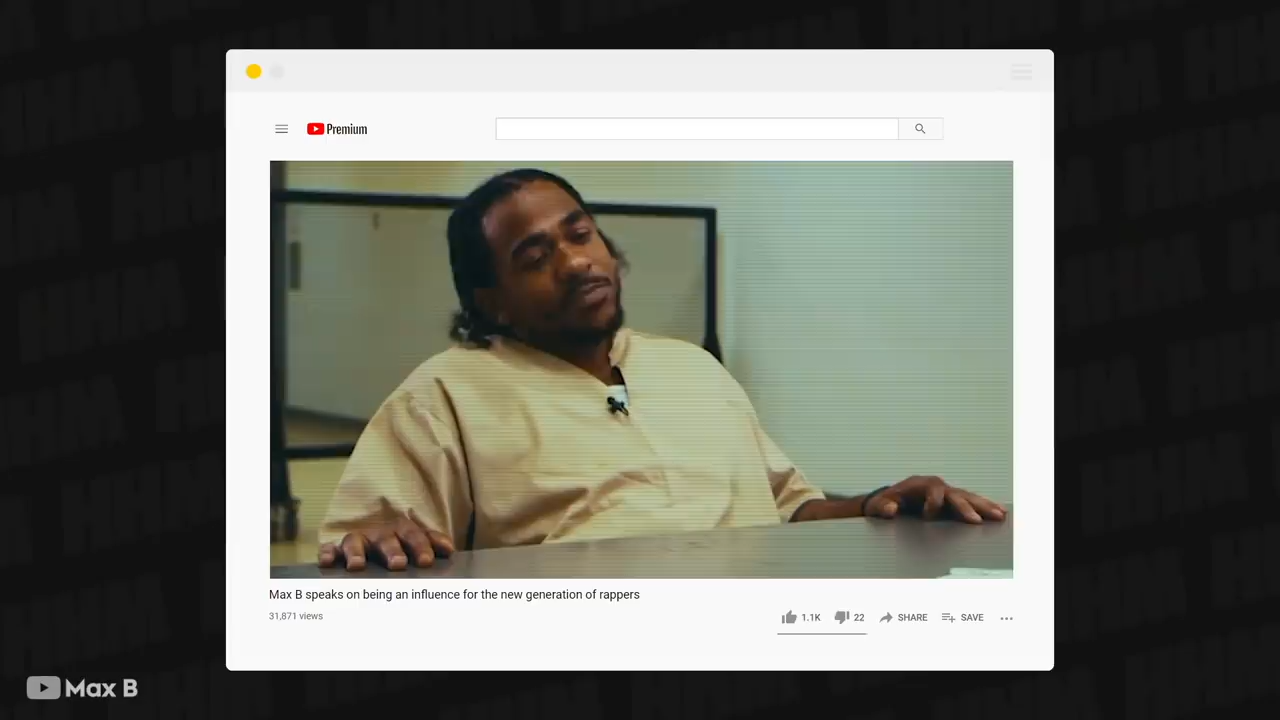 Premium
Max B speaks on being an influence for the new generation of rappers
31,871 views
1.1K 22 SHARE SAVE
Max B